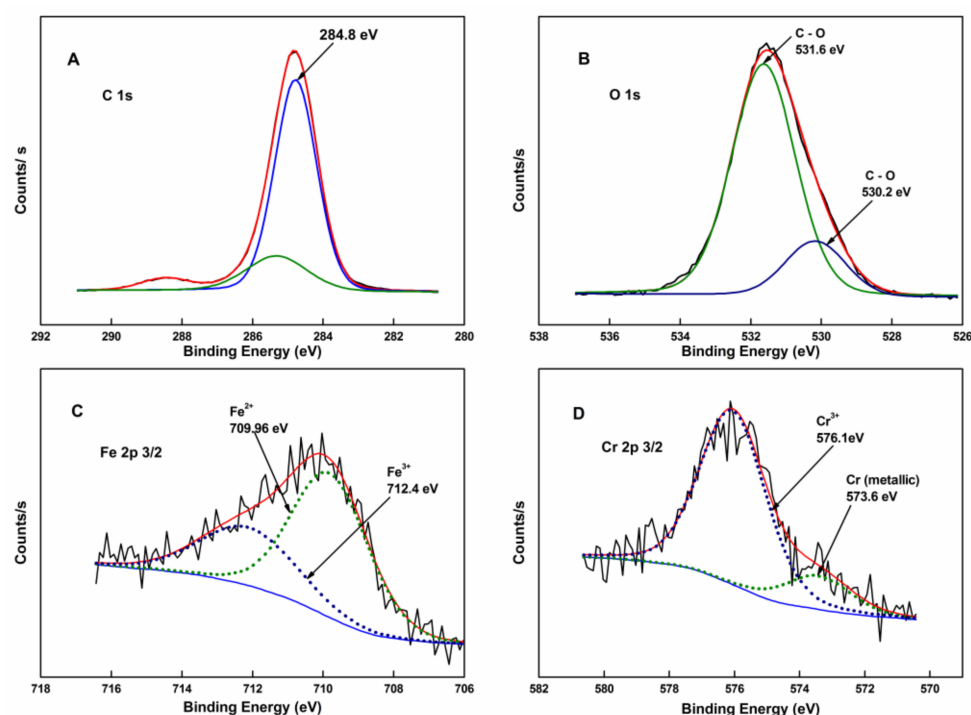 A
C 1s
284.8 eV
Counts/ s
292 290 288 286 284 282 280
Binding Energy (eV)
B
O 1s
C - O
531.6 eV
C - O
530.2 eV
Counts/s
538 536 534 532 530 528 526
Binding Energy (eV)
C
Fe 2p 3/2
Fe2+
709.96 eV
Fe3+
712.4 eV
Counts/s
718 716 714 712 710 708 706
Binding Energy (eV)
D
Cr 2p 3/2
Cr3+
576.1eV
Cr (metallic)
573.6 eV
Counts/s
582 580 578 576 574 572 570
Binding Energy (eV)